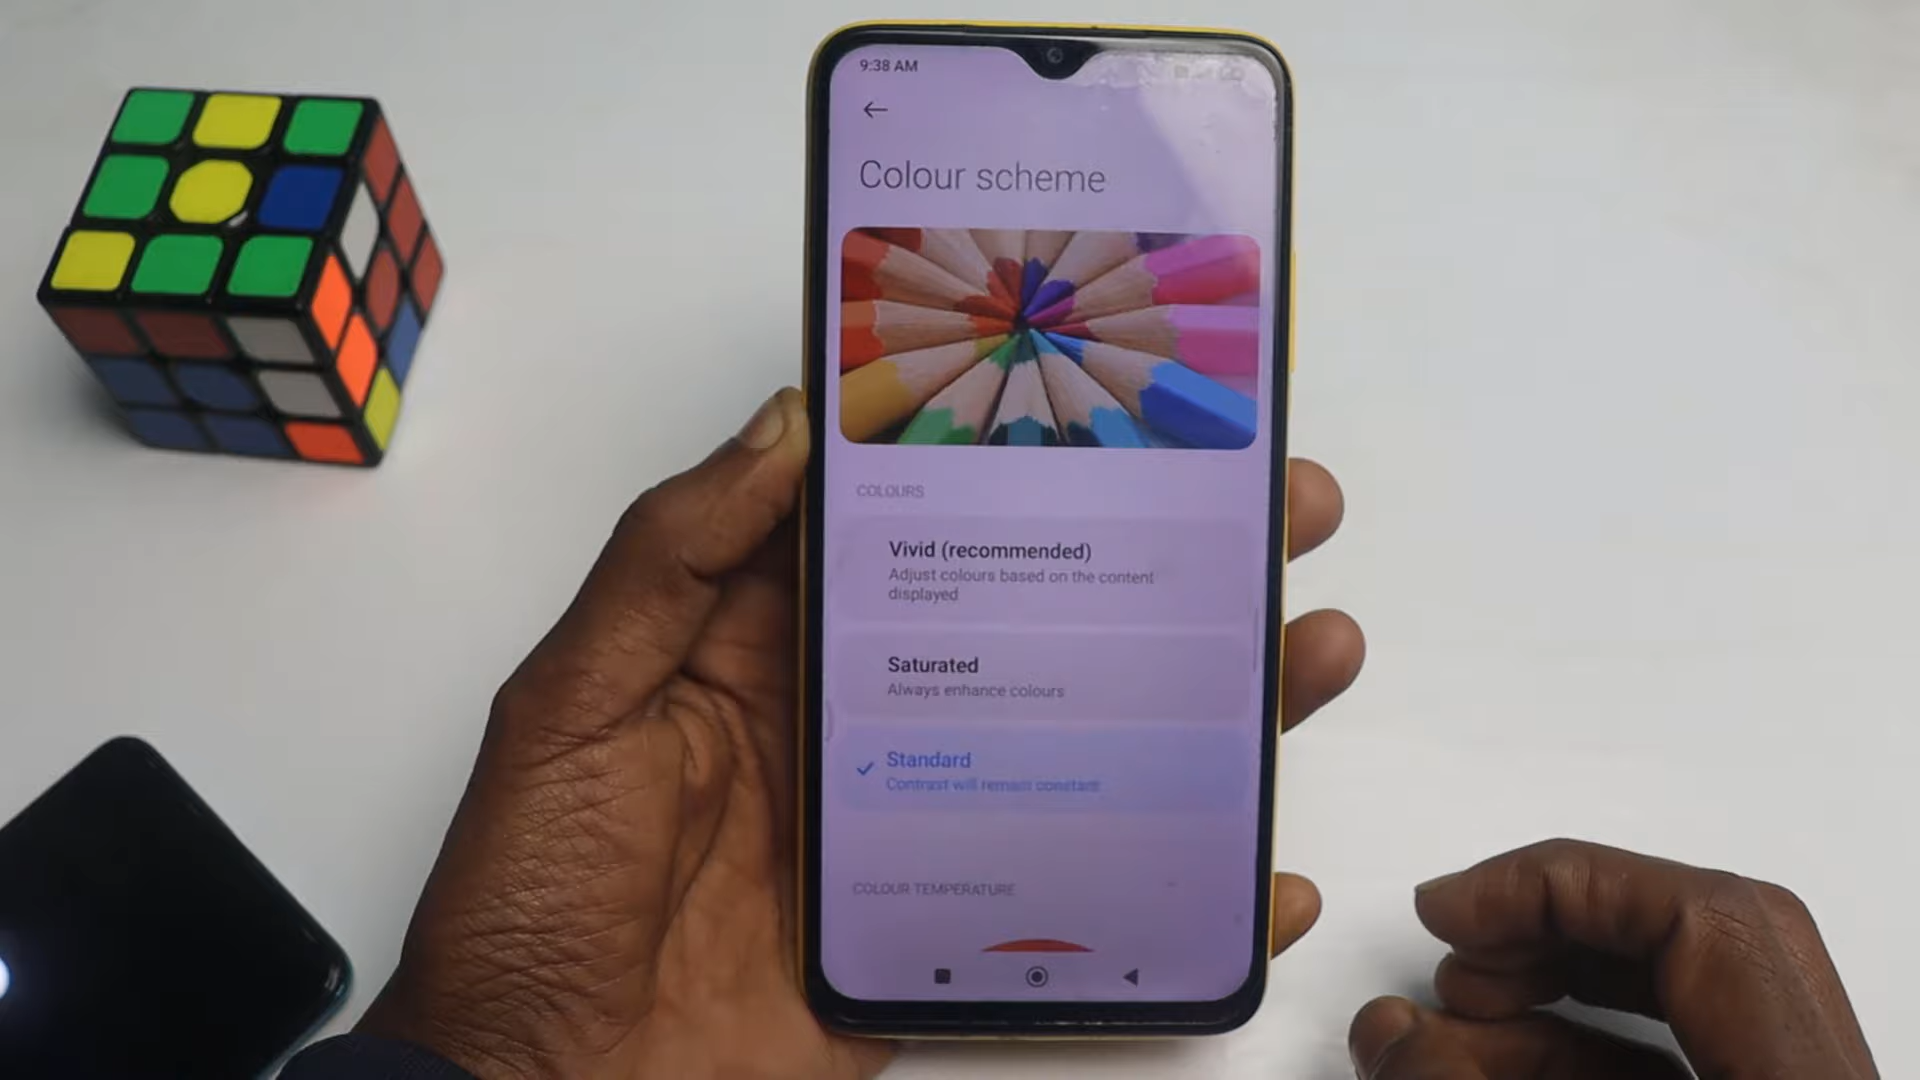 9:38 AM
Colour scheme
COLOURS
Vivid (recommended)
Adjust colours based on the content
displayed
Saturated
Always enhance colours
Standard
Contrast will remain constant
COLOUR TEMPERATURE